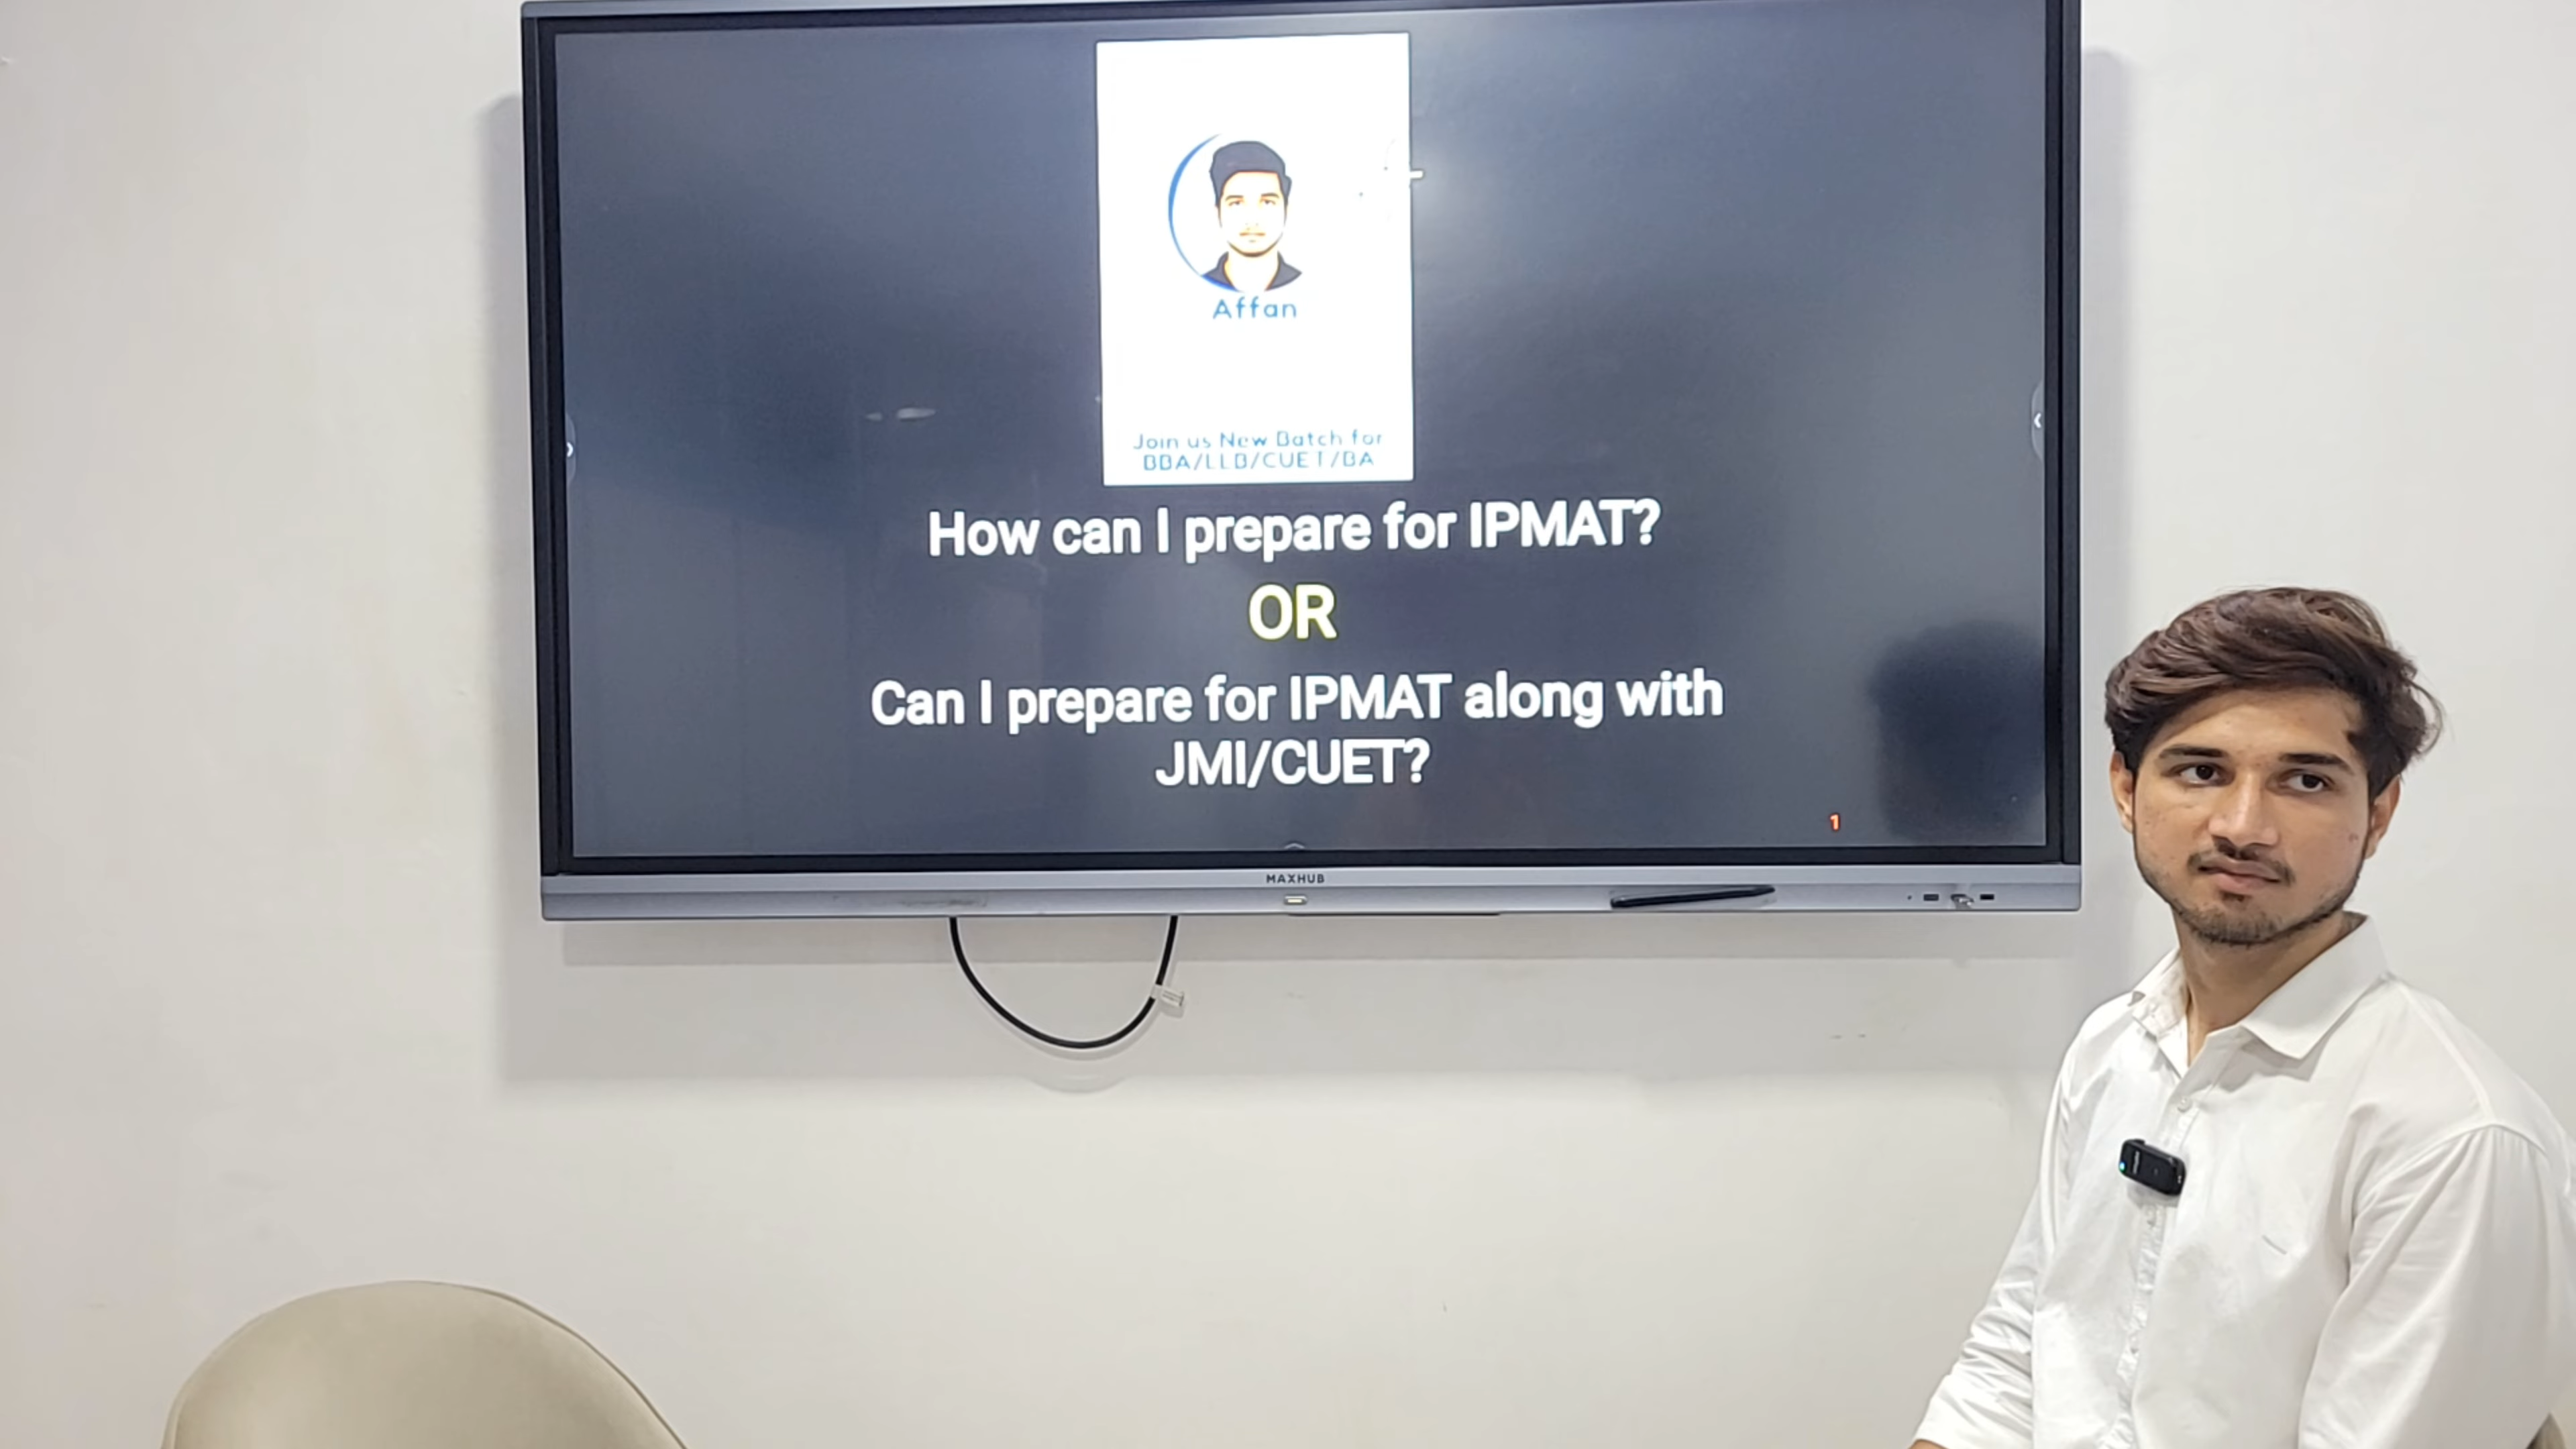 Affan
Join us New Batch for
BBA/LLB/CUET/BA
How can I prepare for IPMAT?
OR
Can I prepare for IPMAT along with
JMI/CUET?
1
MAXHUB